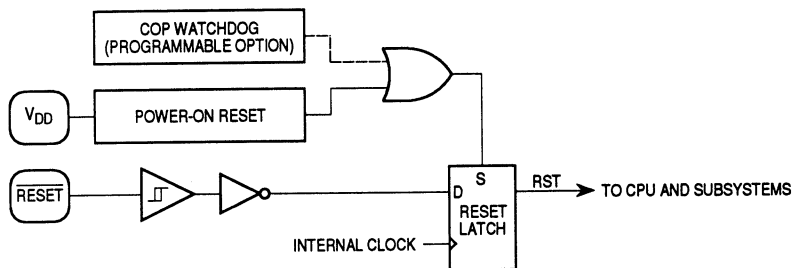 COP WATCHDOG
(PROGRAMMABLE OPTION)
VDD
POWER-ON RESET
RESET
D
S
RESET
LATCH
RST
TO CPU AND SUBSYSTEMS
INTERNAL CLOCK